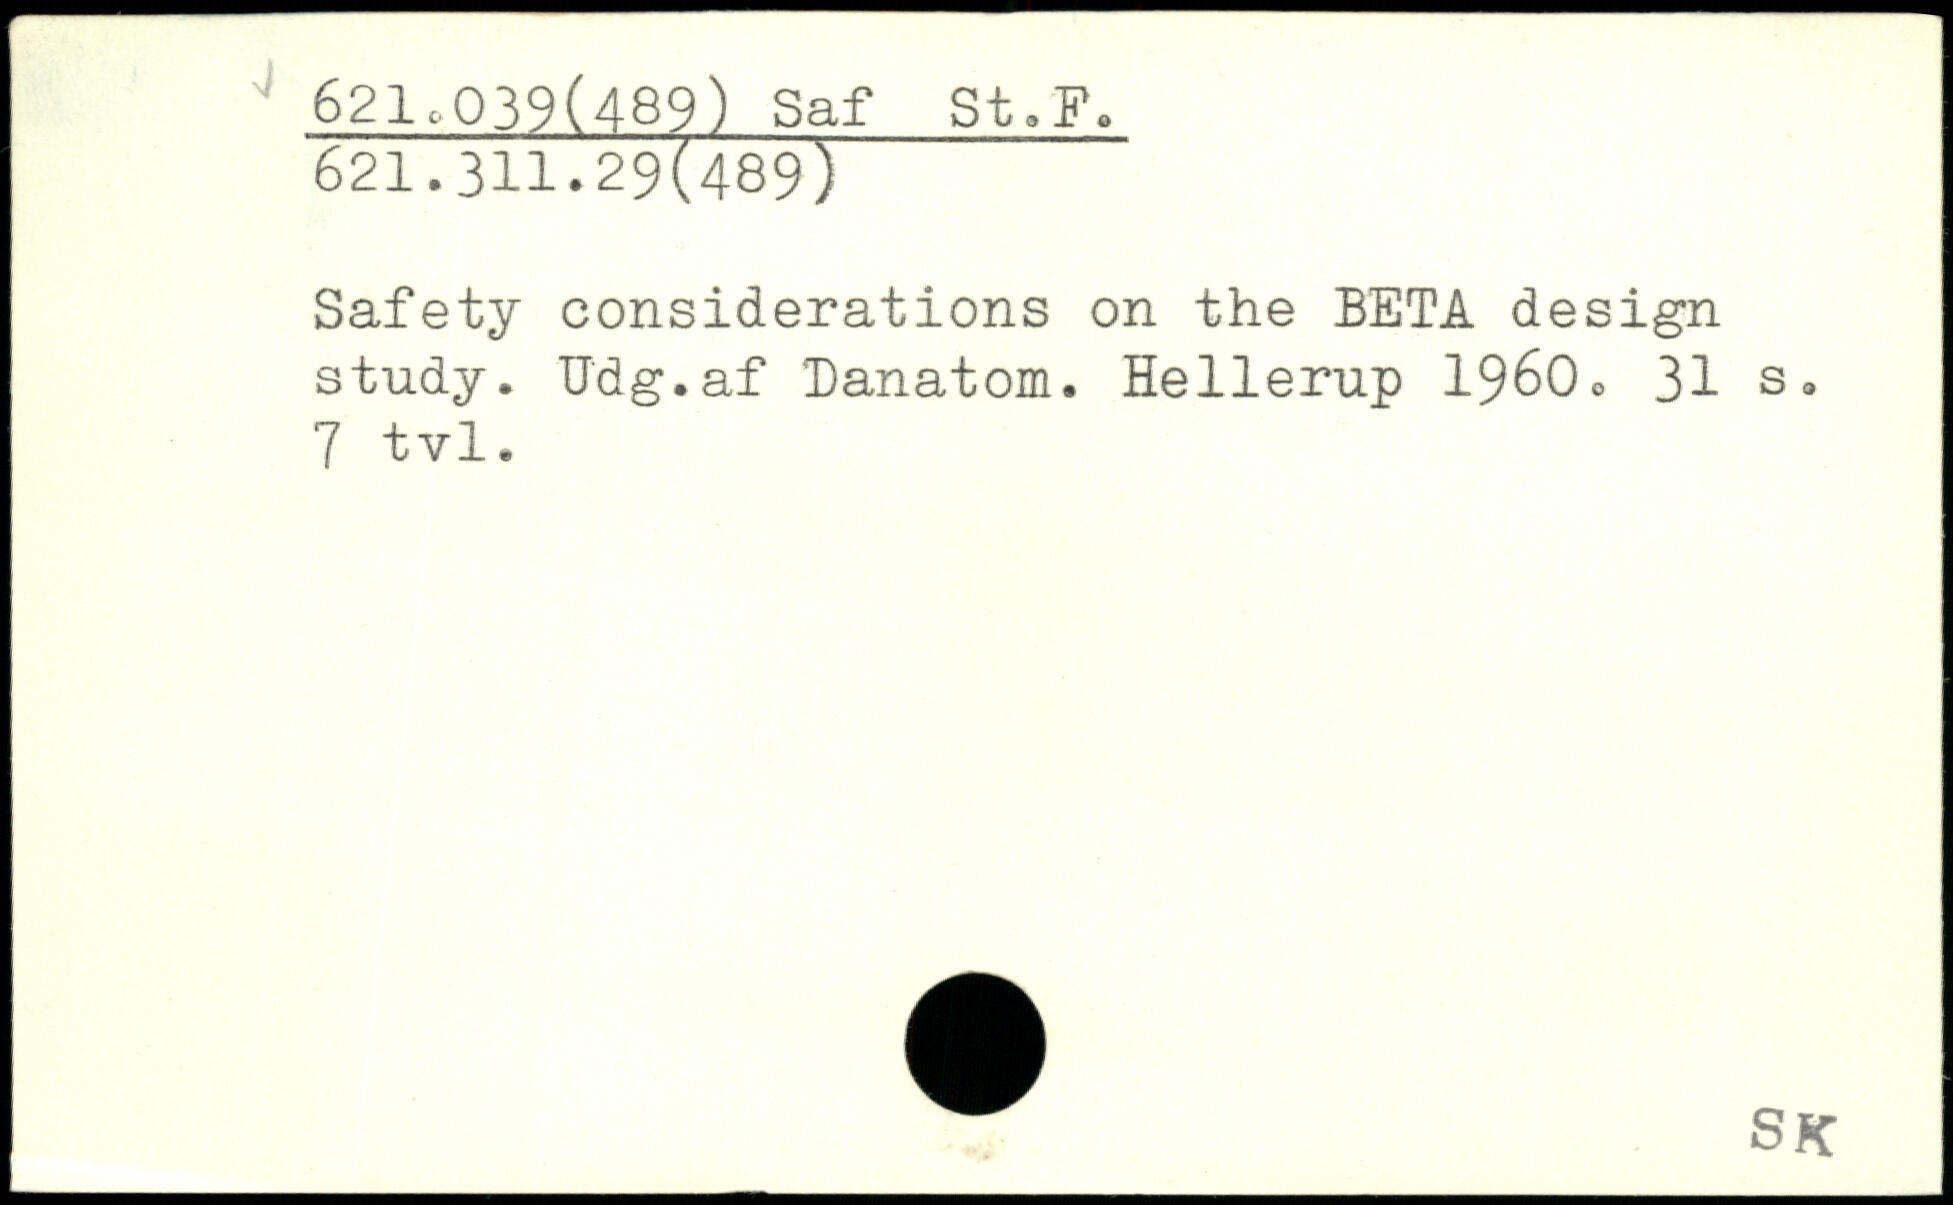 621.039(489) Saf St.F.
621.311.29(489)
Safety considerations on the BETA design
study. Udg.af Danatom. Hellerup 1960. 31 s.
7 tvl.
SK